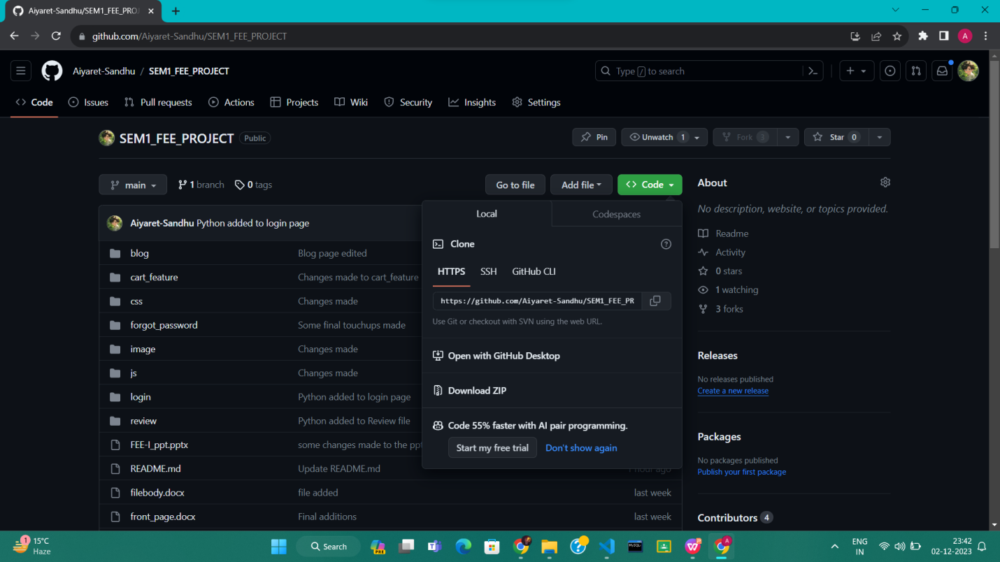 Aiyaret-Sandhu/SEM1_FEE_PROJ
github.com/Aiyaret-Sandhu/SEM1_FEE_PROJECT
A
Aiyaret-Sandhu / SEM1_FEE_PROJECT
Type / to search
Code Issues Pull requests Actions Projects Wiki Security Insights Settings
SEM1_FEE_PROJECT Public
Pin Unwatch 1 Fork 3 Star 0
main 1 branch 0 tags Go to file Add file Code
Aiyaret-Sandhu Python added to login page
blog Blog page edited
cart_feature Changes made to cart_feature
css Changes made
forgot_password Some final touchups made
image Changes made
js Changes made
login Python added to login page
review Python added to Review file
FEE-I_ppt.pptx some changes made to the ppt
README.md Update README.md 1 hour ago
filebody.docx file added last week
front_page.docx Final additions last week
Local Codespaces
Clone
HTTPS SSH GitHub CLI
https://github.com/Aiyaret-Sandhu/SEM1_FEE_PR
Use Git or checkout with SVN using the web URL.
Open with GitHub Desktop
Download ZIP
Code 55% faster with AI pair programming.
Start my free trial Don't show again
About
No description, website, or topics provided.
Readme
Activity
0 stars
1 watching
3 forks
Releases
No releases published
Create a new release
Packages
No packages published
Publish your first package
Contributors 4
1
15°C
Haze
Search
PRE
MySQL
A
ENG
IN
23:42
02-12-2023